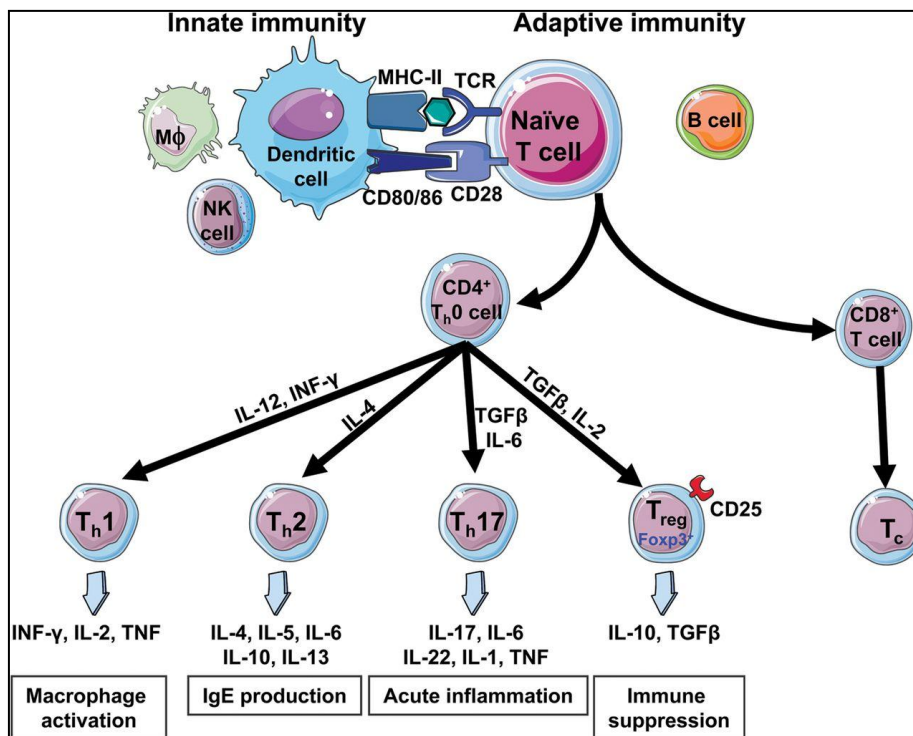 Innate immunity
Adaptive immunity
MHC-II
TCR
Mϕ
Dendritic
cell
Naïve
T cell
B cell
CD80/86
CD28
NK
cell
CD4⁺
Tₕ0 cell
CD8⁺
T cell
IL-12, INF-γ
IL-4
TGFβ
IL-6
TGFβ, IL-2
Tₕ1
Tₕ2
Tₕ17
Treg
Foxp3⁺
CD25
Tc
INF-γ, IL-2, TNF
IL-4, IL-5, IL-6
IL-10, IL-13
IL-17, IL-6
IL-22, IL-1, TNF
IL-10, TGFβ
Macrophage
activation
IgE production
Acute inflammation
Immune
suppression